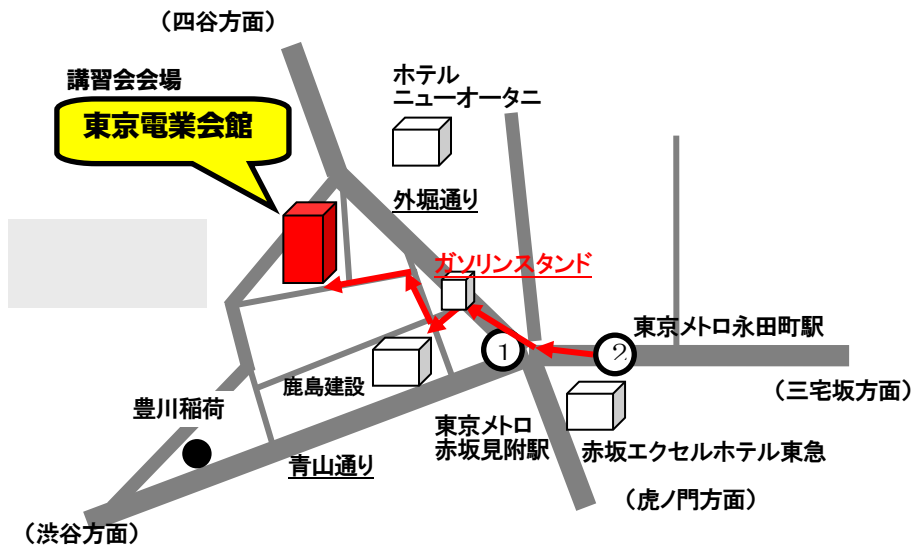 （四谷方面）
講習会会場
東京電業会館
ホテル
ニューオータニ
外堀通り
ガソリンスタンド
東京メトロ永田町駅
1
2
（三宅坂方面）
鹿島建設
豊川稲荷
東京メトロ
赤坂見附駅
赤坂エクセルホテル東急
青山通り
（虎ノ門方面）
（渋谷方面）